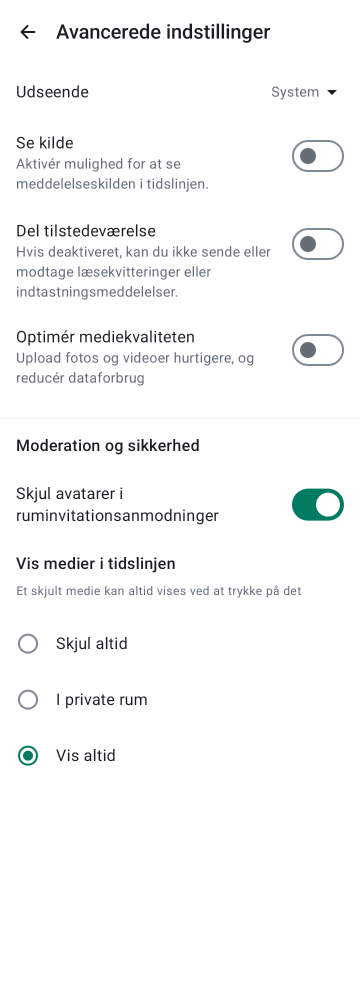 Avancerede indstillinger
Udseende
System
Se kilde
Aktivér mulighed for at se
meddelelseskilden i tidslinjen.
Del tilstedeværelse
Hvis deaktiveret, kan du ikke sende eller
modtage læsekvitteringer eller
indtastningsmeddelelser.
Optimér mediekvaliteten
Upload fotos og videoer hurtigere, og
reducér dataforbrug
Moderation og sikkerhed
Skjul avatarer i
ruminvitationsanmodninger
Vis medier i tidslinjen
Et skjult medie kan altid vises ved at trykke på det
Skjul altid
I private rum
Vis altid